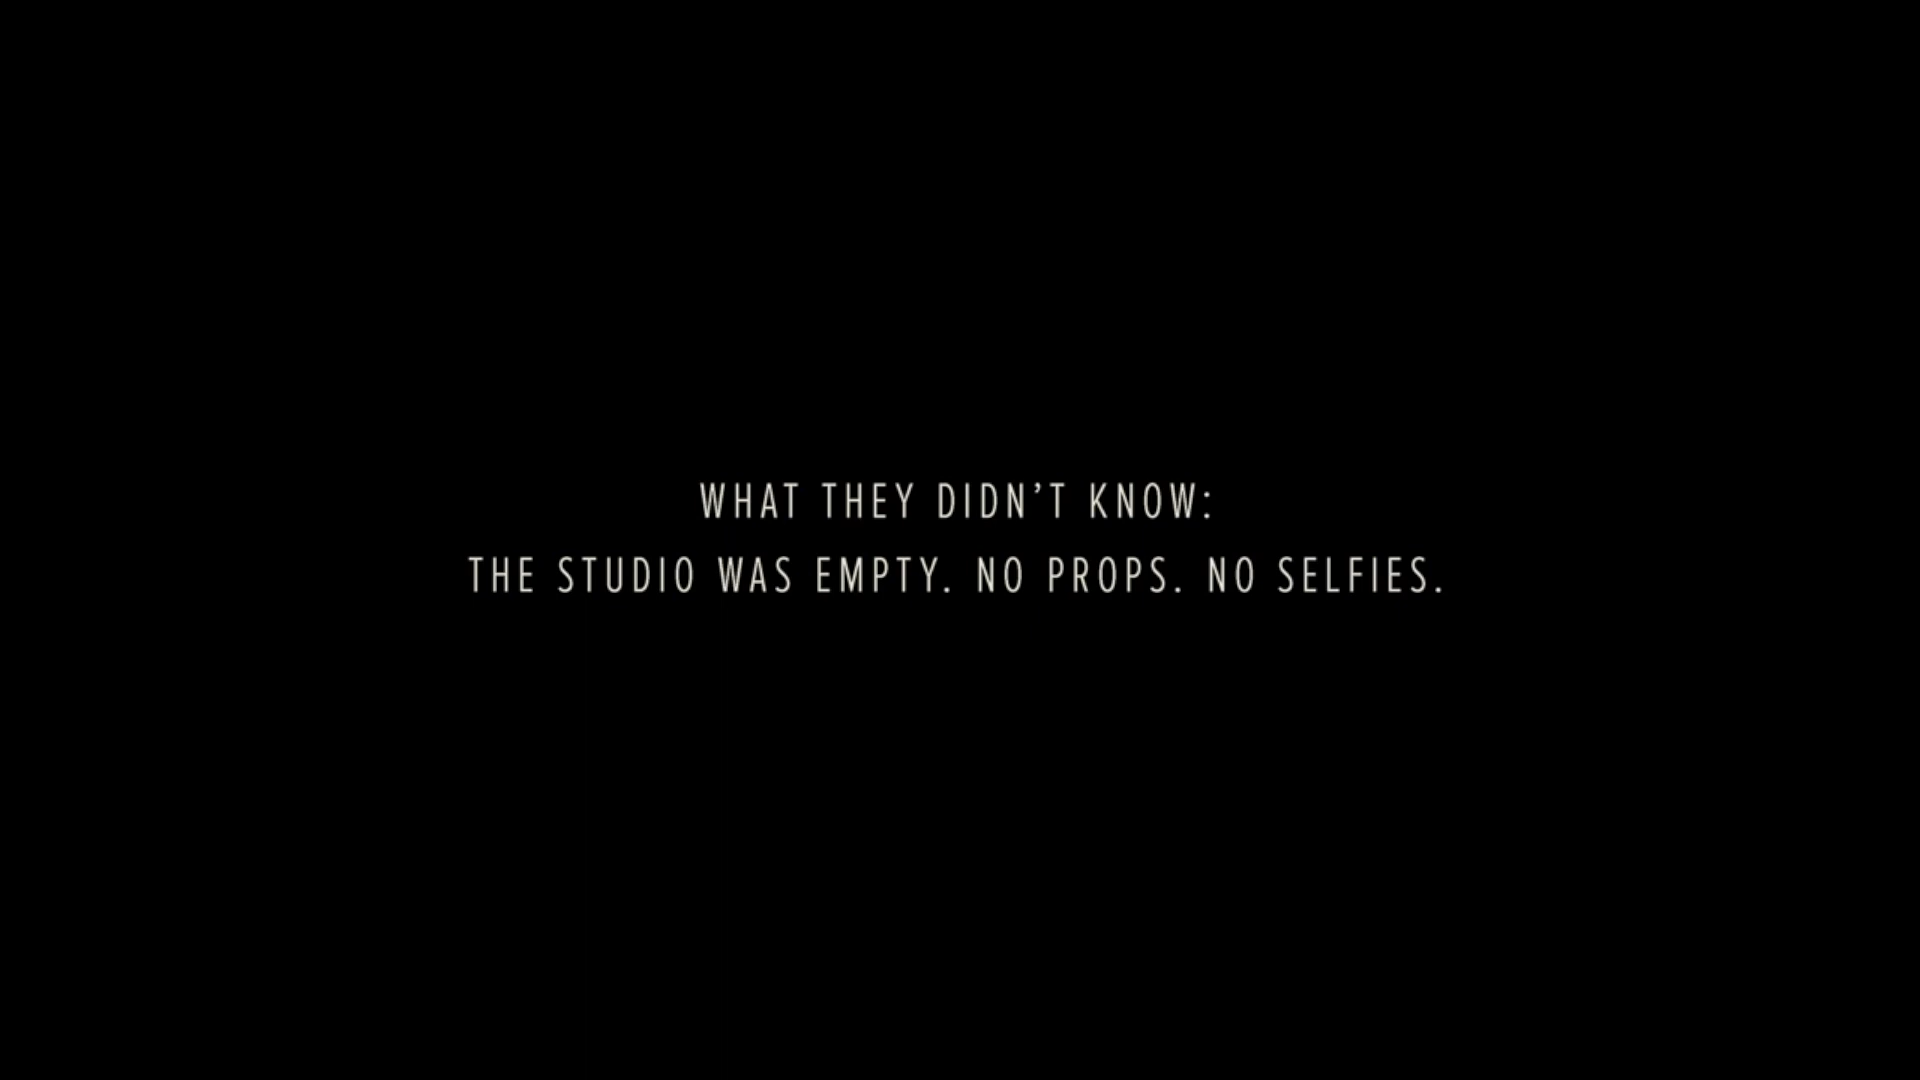 WHAT THEY DIDN’T KNOW:
THE STUDIO WAS EMPTY. NO PROPS. NO SELFIES.